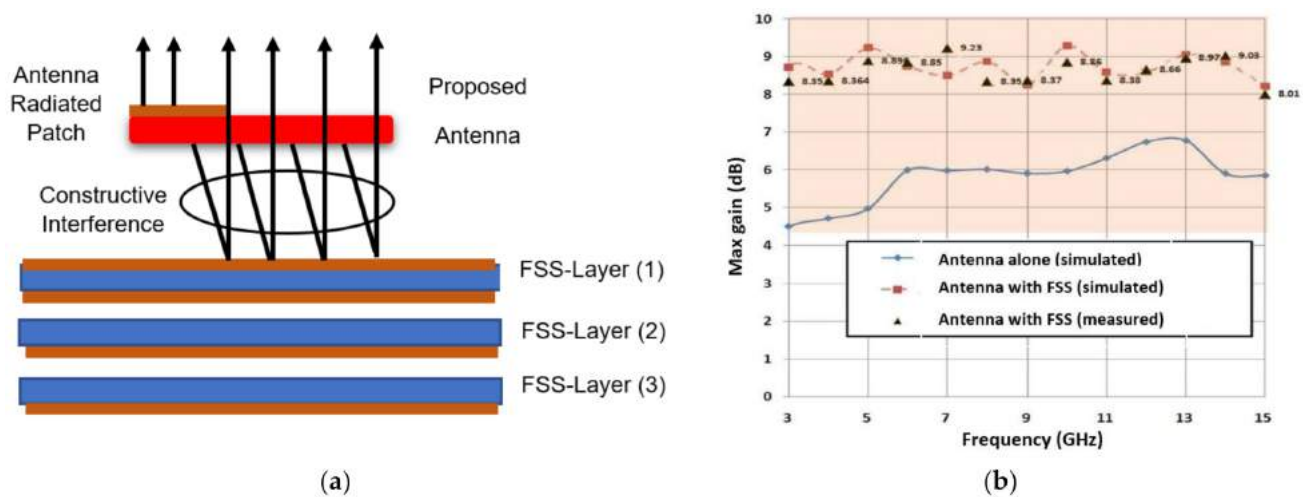 Antenna
Radiated
Patch
Proposed
Antenna
Constructive
Interference
FSS-Layer (1)
FSS-Layer (2)
FSS-Layer (3)
(a)
Max gain (dB)
10
9
8
7
6
5
4
3
2
1
0
8.35
8.364
8.89
8.85
9.23
8.35
8.37
8.86
8.38
8.66
8.97
9.03
8.01
Antenna alone (simulated)
Antenna with FSS (simulated)
Antenna with FSS (measured)
3 5 7 9 11 13 15
Frequency (GHz)
(b)